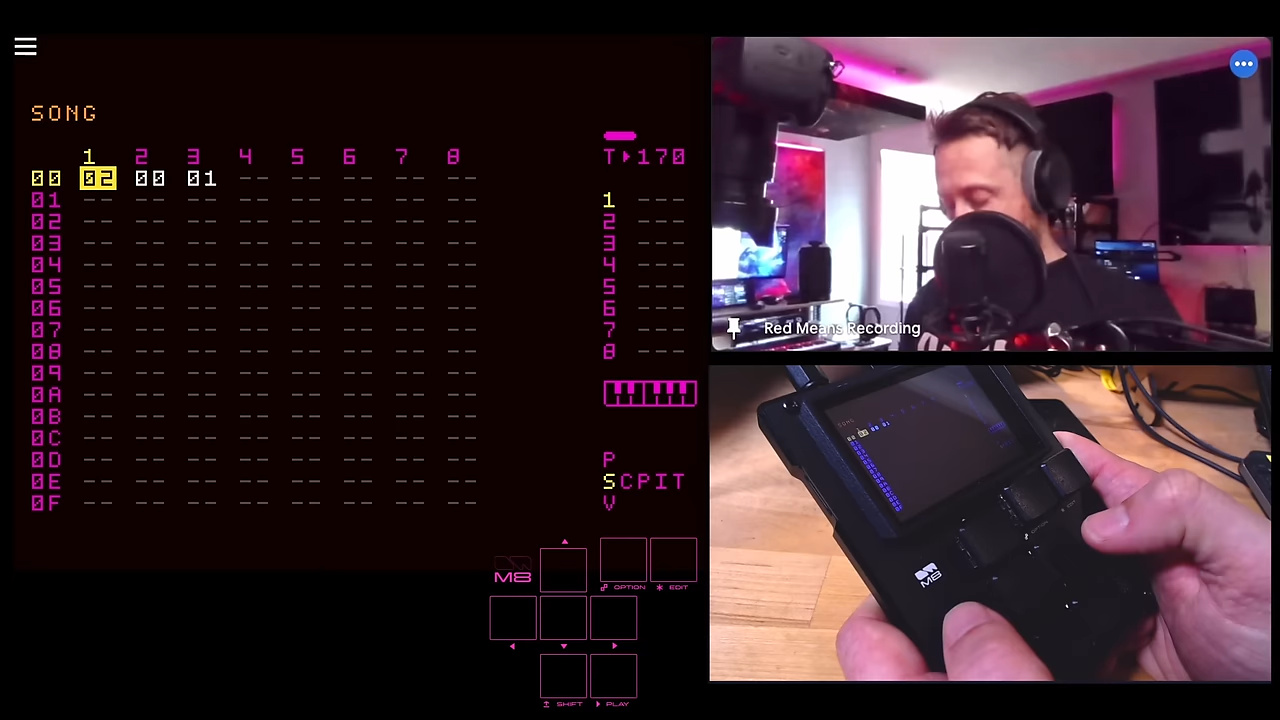 SONG
1 2 3 4 5 6 7 8
T 170
00 02 00 01 -- -- -- -- --
01 -- -- -- -- -- -- -- --
1 ---
02 -- -- -- -- -- -- -- --
2 ---
03 -- -- -- -- -- -- -- --
3 ---
04 -- -- -- -- -- -- -- --
4 ---
05 -- -- -- -- -- -- -- --
5 ---
06 -- -- -- -- -- -- -- --
6 ---
07 -- -- -- -- -- -- -- --
7 ---
08 -- -- -- -- -- -- -- --
8 ---
09 -- -- -- -- -- -- -- --
0A -- -- -- -- -- -- -- --
0B -- -- -- -- -- -- -- --
0C -- -- -- -- -- -- -- --
0D -- -- -- -- -- -- -- --
P
0E -- -- -- -- -- -- -- --
SCPIT
0F -- -- -- -- -- -- -- --
V
M8
OPTION
EDIT
SHIFT
PLAY
Red Means Recording
SONG
M8